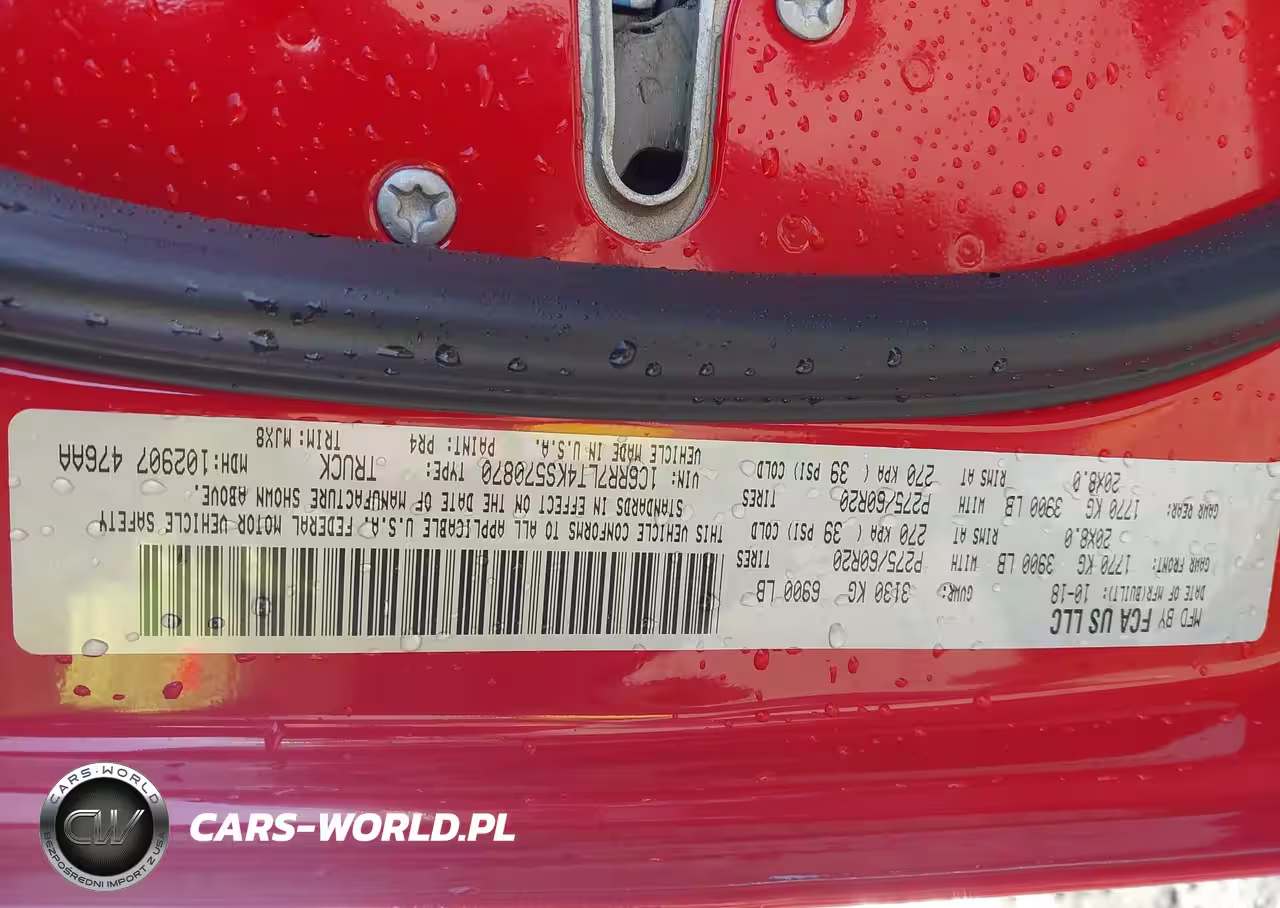 MFD BY FCA US LLC
DATE OF MFR(BUILT): 10-18 GVWR: 3130 KG 6900 LB
GAWR FRONT: 1770 KG 3900 LB WITH P275/60R20 TIRES
20X8.0 RIMS AT 270 KPA ( 39 PSI) COLD
GAWR REAR: 1770 KG 3900 LB WITH P275/60R20 TIRES
20X8.0 RIMS AT 270 KPA ( 39 PSI) COLD
THIS VEHICLE CONFORMS TO ALL APPLICABLE U.S.A. FEDERAL MOTOR VEHICLE SAFETY
STANDARDS IN EFFECT ON THE DATE OF MANUFACTURE SHOWN ABOVE.
VIN: 1C6RR7LT4KS570870 TYPE: TRUCK MDH:102907 476AA
VEHICLE MADE IN U.S.A. PAINT: PR4 TRIM: MJX8
CARS-WORLD
CW
BEZPOŚREDNI IMPORT Z USA
CARS-WORLD.PL